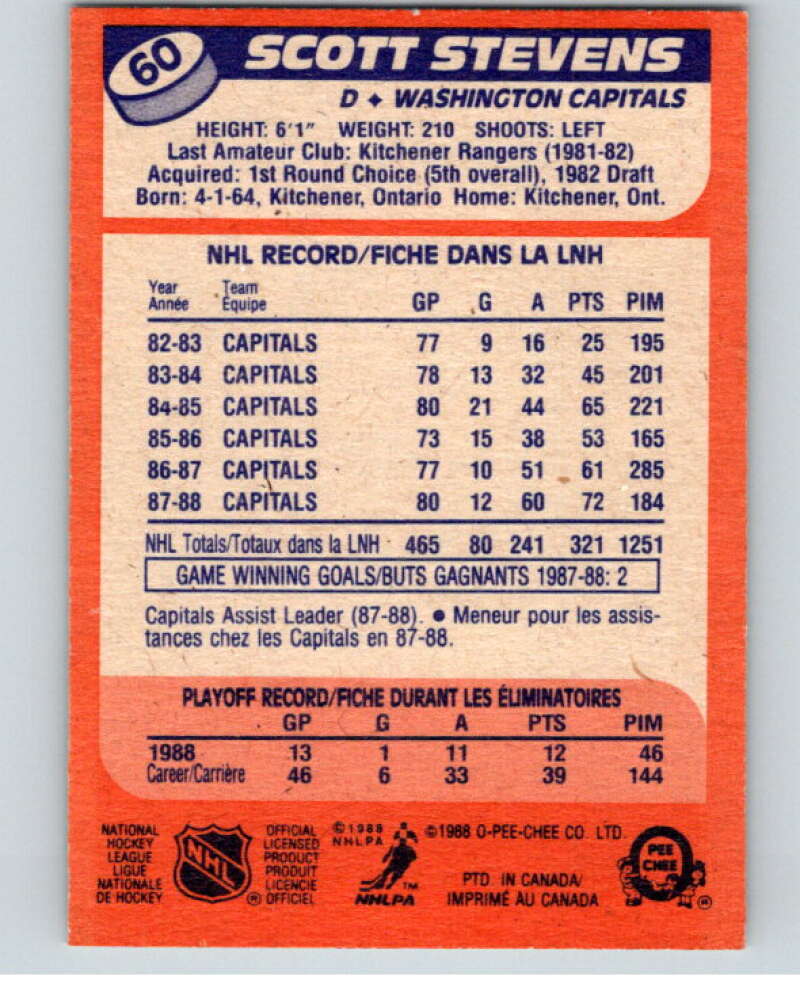 60 SCOTT STEVENS
D ♦ WASHINGTON CAPITALS
HEIGHT: 6'1" WEIGHT: 210 SHOOTS: LEFT
Last Amateur Club: Kitchener Rangers (1981-82)
Acquired: 1st Round Choice (5th overall), 1982 Draft
Born: 4-1-64, Kitchener, Ontario Home: Kitchener, Ont.
NHL RECORD/FICHE DANS LA LNH
Year Team
Année Équipe GP G A PTS PIM
82-83 CAPITALS 77 9 16 25 195
83-84 CAPITALS 78 13 32 45 201
84-85 CAPITALS 80 21 44 65 221
85-86 CAPITALS 73 15 38 53 165
86-87 CAPITALS 77 10 51 61 285
87-88 CAPITALS 80 12 60 72 184
NHL Totals/Totaux dans la LNH 465 80 241 321 1251
GAME WINNING GOALS/BUTS GAGNANTS 1987-88: 2
Capitals Assist Leader (87-88). ● Meneur pour les assis-
tances chez les Capitals en 87-88.
PLAYOFF RECORD/FICHE DURANT LES ÉLIMINATOIRES
GP G A PTS PIM
1988 13 1 11 12 46
Career/Carrière 46 6 33 39 144
NATIONAL
HOCKEY
LEAGUE
LIGUE
NATIONALE
DE HOCKEY
NHL
®
OFFICIAL
LICENSED
PRODUCT
PRODUIT
LICENCIE
OFFICIEL
©1988
NHLPA
™
NHLPA
©1988 O-PEE-CHEE CO. LTD.
PTD. IN CANADA/
IMPRIMÉ AU CANADA
PEE
CHEE
®